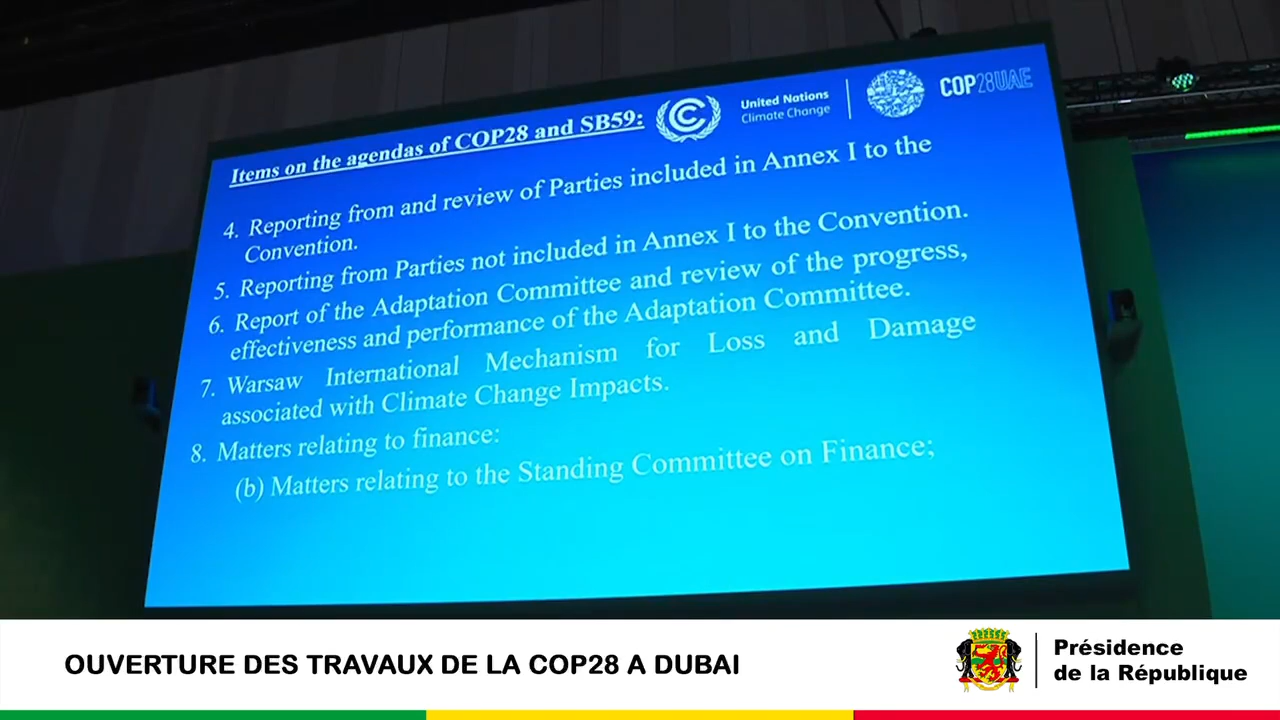 Items on the agendas of COP28 and SB59:
United Nations
Climate Change
COP28UAE
4. Reporting from and review of Parties included in Annex I to the
Convention.
5. Reporting from Parties not included in Annex I to the Convention.
6. Report of the Adaptation Committee and review of the progress,
effectiveness and performance of the Adaptation Committee.
7. Warsaw International Mechanism for Loss and Damage
associated with Climate Change Impacts.
8. Matters relating to finance:
(b) Matters relating to the Standing Committee on Finance;
OUVERTURE DES TRAVAUX DE LA COP28 A DUBAI
Présidence
de la République